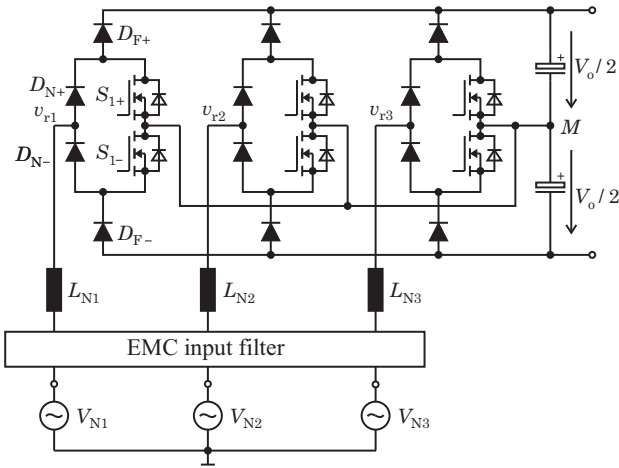 D_F+
+
V_o/2
D_N+
S_1+
v_r1
v_r2
v_r3
M
D_N−
S_1−
+
V_o/2
D_F−
L_N1
L_N2
L_N3
EMC input filter
V_N1
V_N2
V_N3